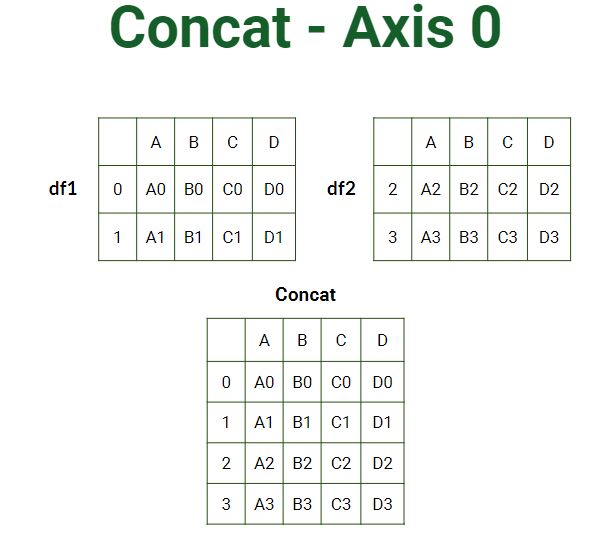 Concat - Axis 0
A B C D
df1 0 A0 B0 C0 D0
1 A1 B1 C1 D1
A B C D
df2 2 A2 B2 C2 D2
3 A3 B3 C3 D3
Concat
A B C D
0 A0 B0 C0 D0
1 A1 B1 C1 D1
2 A2 B2 C2 D2
3 A3 B3 C3 D3